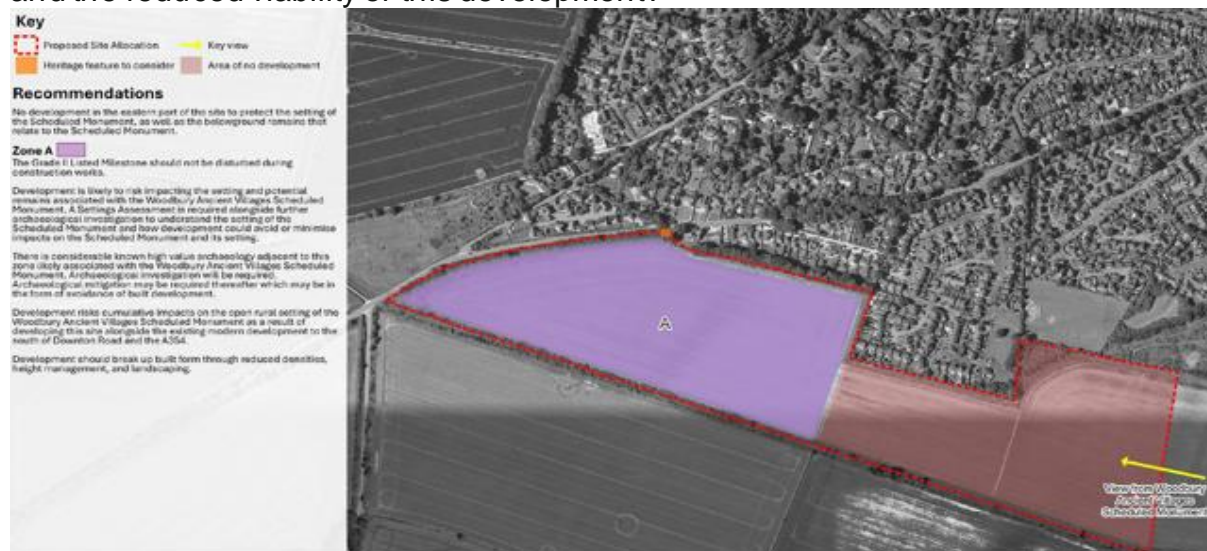 and the reduced viability of this development.
Key
Proposed Site Allocation
Key view
Heritage feature to consider
Area of no development
Recommendations
No development in the eastern part of the site to protect the setting of
the Scheduled Monument, as well as the belowground remains that
relate to the Scheduled Monument.
Zone A
The Grade II Listed Milestone should not be disturbed during
construction works.
Development is likely to risk impacting the setting and potential
remains associated with the Woodbury Ancient Villages Scheduled
Monument. A Settings Assessment is required alongside further
archaeological investigation to understand the setting of the
Scheduled Monument and how development could avoid or minimise
impacts on the Scheduled Monument and its setting.
There is considerable known high value archaeology adjacent to this
zone likely associated with the Woodbury Ancient Villages Scheduled
Monument. Archaeological investigation will be required.
Archaeological mitigation may be required thereafter which may be in
the form of avoidance of built development.
Development risks cumulative impacts on the open rural setting of the
Woodbury Ancient Villages Scheduled Monument as a result of
developing this site alongside the existing modern development to the
south of Downton Road and the A354.
Development should break up built form through reduced densities,
height management, and landscaping.
A
View from Woodbury
Ancient Villages
Scheduled Monument